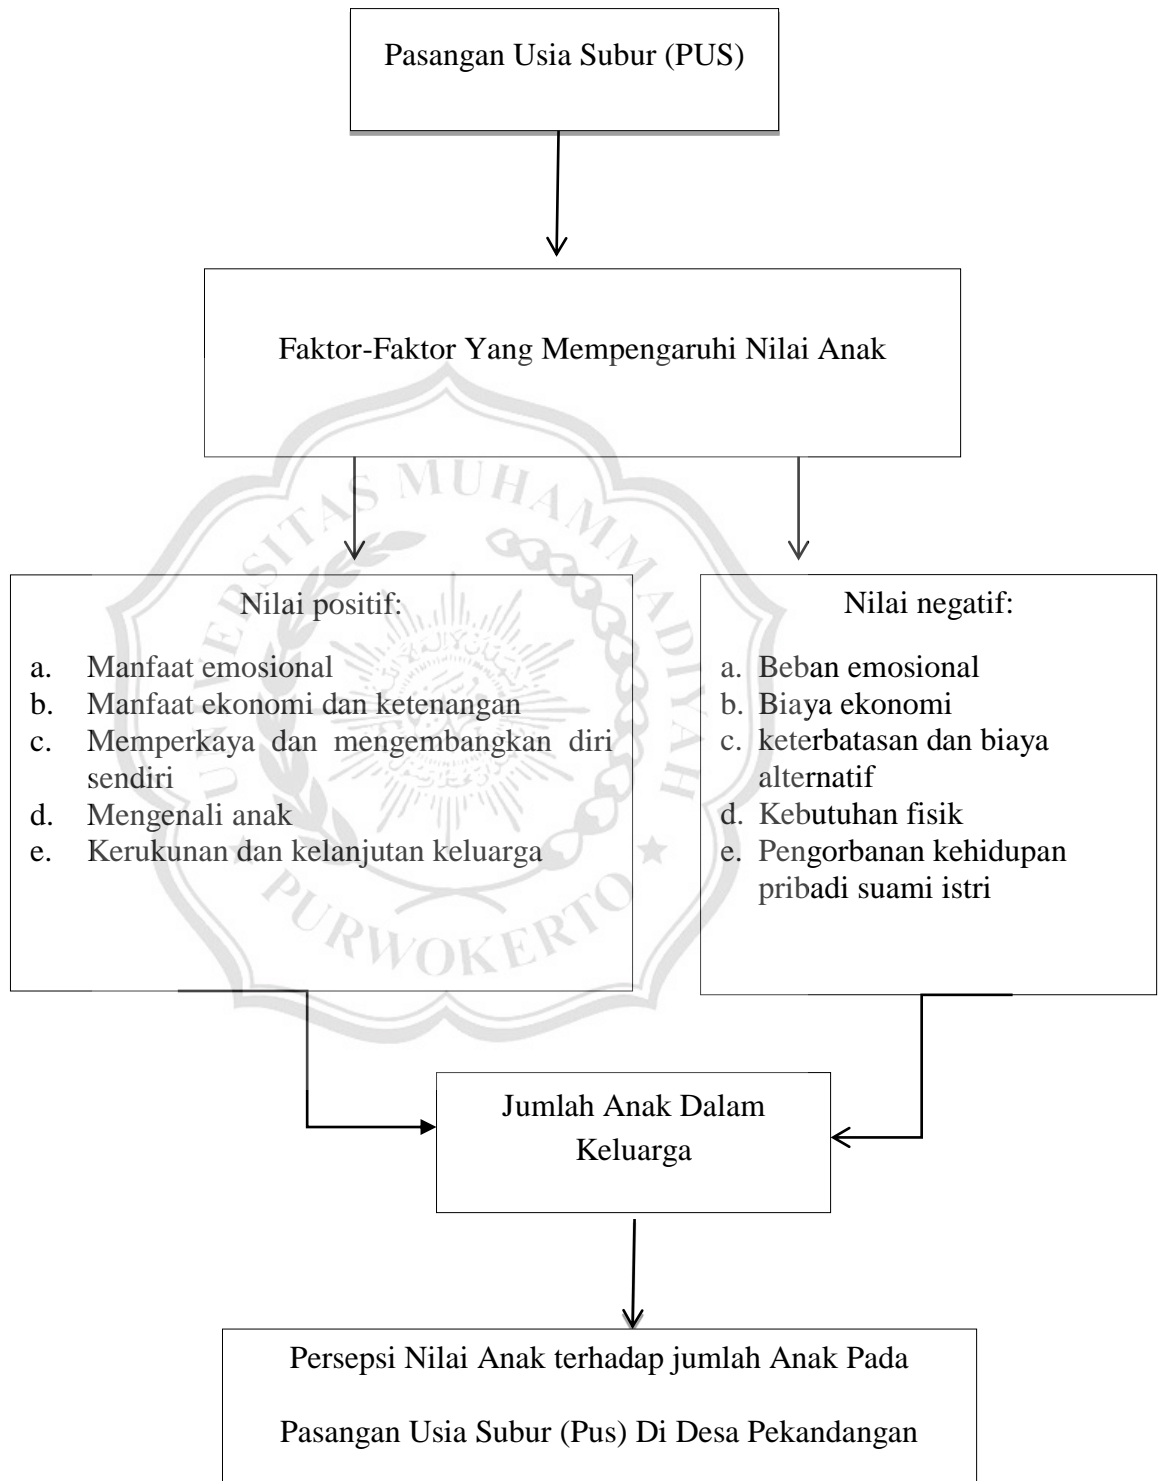 Pasangan Usia Subur (PUS)
Faktor-Faktor Yang Mempengaruhi Nilai Anak
Nilai positif:
a. Manfaat emosional
b. Manfaat ekonomi dan ketenangan
c. Memperkaya dan mengembangkan diri
sendiri
d. Mengenali anak
e. Kerukunan dan kelanjutan keluarga
Nilai negatif:
a. Beban emosional
b. Biaya ekonomi
c. keterbatasan dan biaya
alternatif
d. Kebutuhan fisik
e. Pengorbanan kehidupan
pribadi suami istri
Jumlah Anak Dalam
Keluarga
Persepsi Nilai Anak terhadap jumlah Anak Pada
Pasangan Usia Subur (Pus) Di Desa Pekandangan
UNIVERSITAS MUHAMMADIYAH
PURWOKERTO